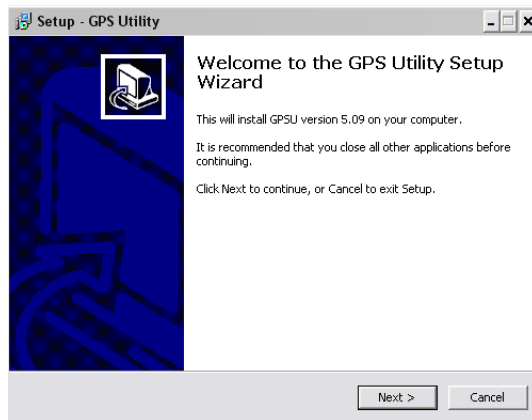 Setup - GPS Utility
Welcome to the GPS Utility Setup
Wizard
This will install GPSU version 5.09 on your computer.
It is recommended that you close all other applications before
continuing.
Click Next to continue, or Cancel to exit Setup.
Next >
Cancel